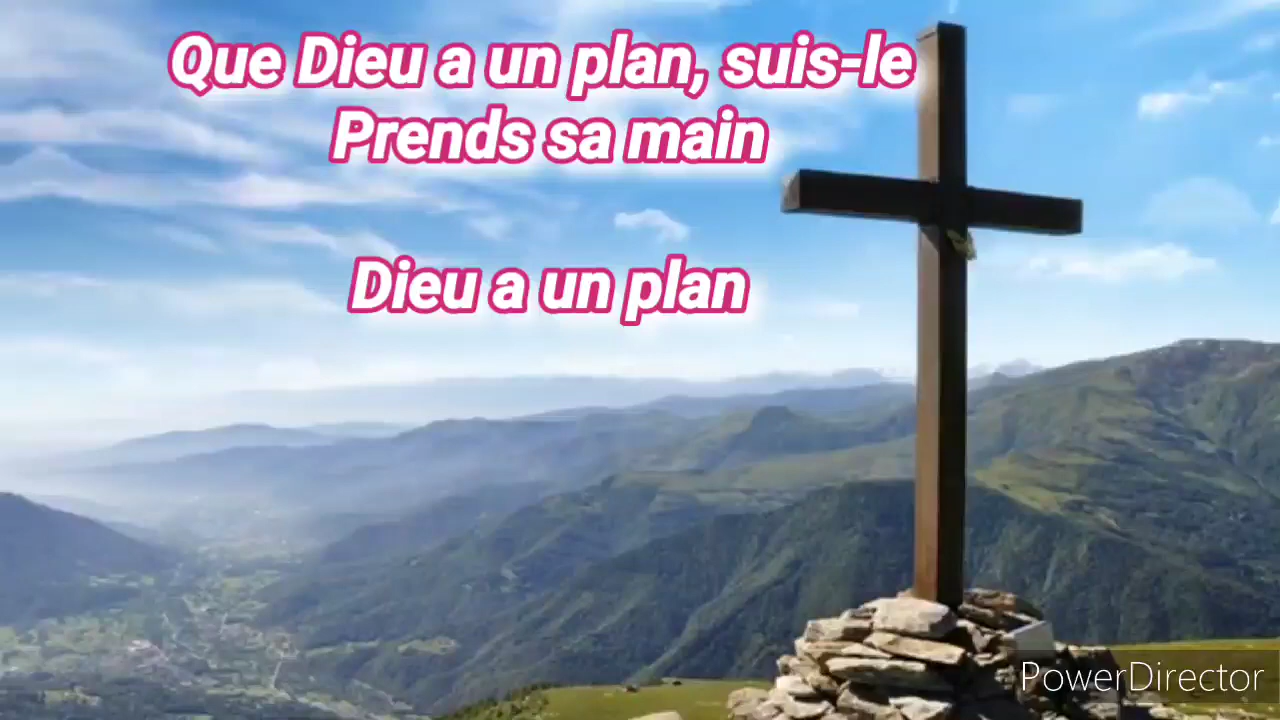 Que Dieu a un plan, suis-le
Prends sa main
Dieu a un plan
PowerDirector